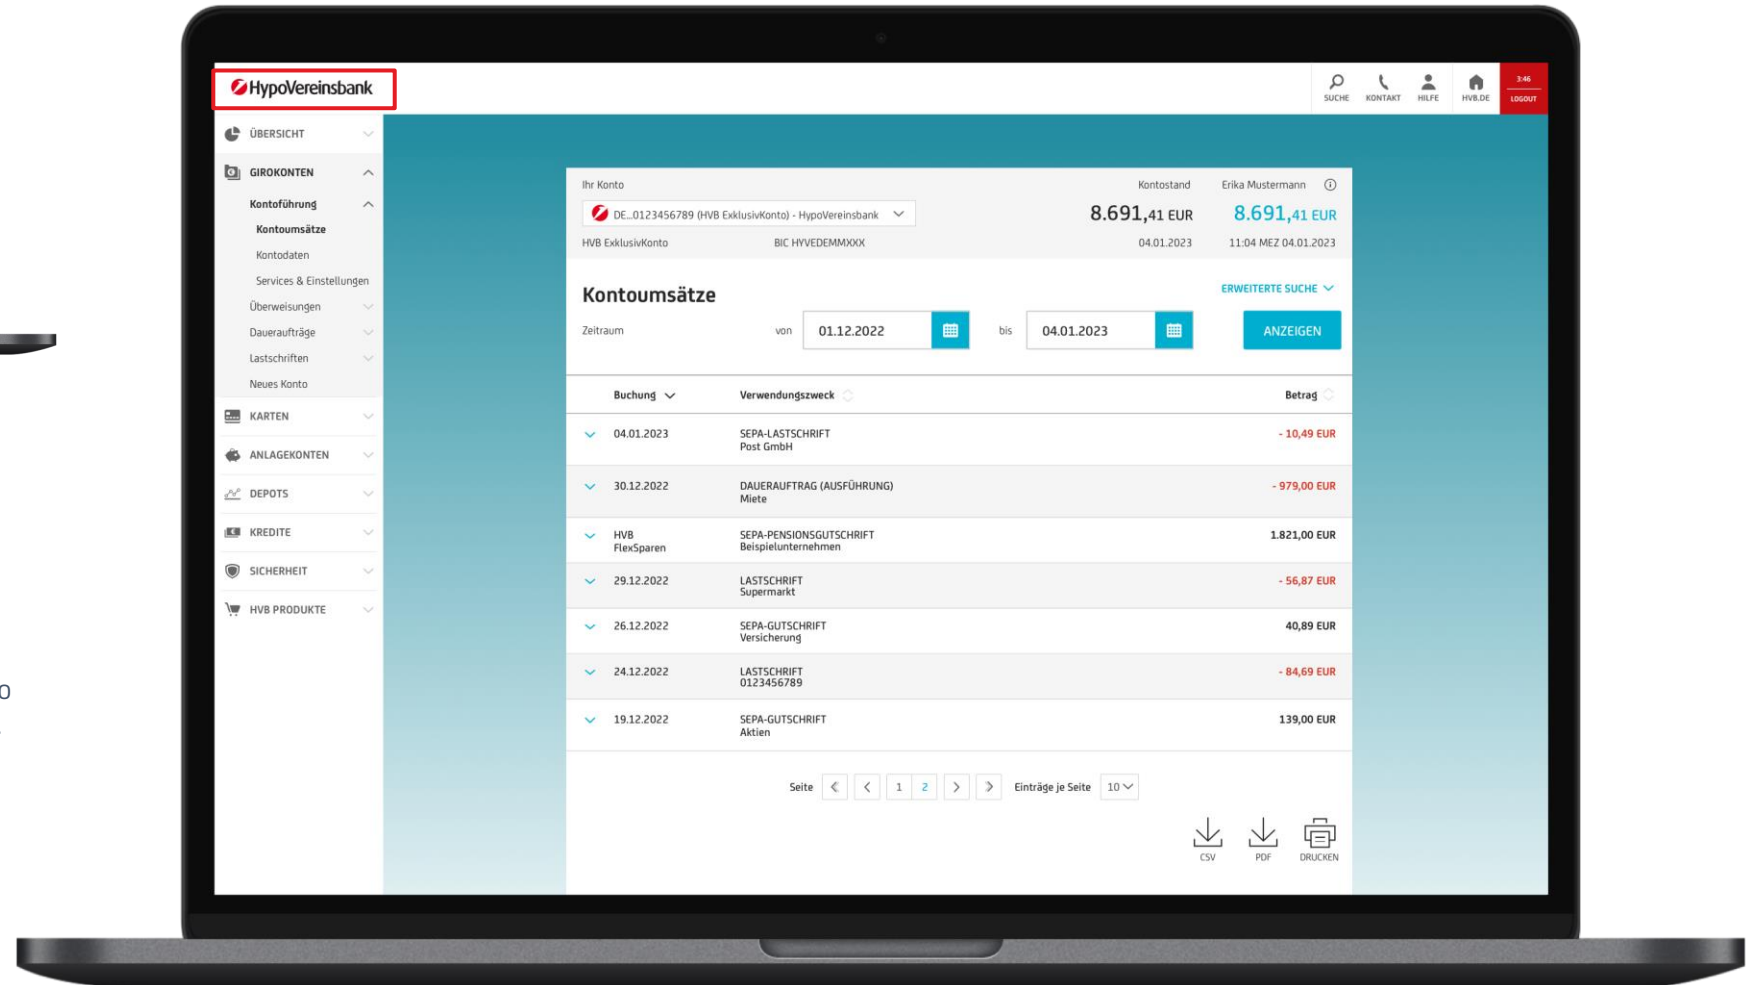 HypoVereinsbank
SUCHE KONTAKT HILFE HVB.DE 3:46
LOGOUT
ÜBERSICHT
GIROKONTEN
Kontoführung
Kontoumsätze
Kontodaten
Services & Einstellungen
Überweisungen
Daueraufträge
Lastschriften
Neues Konto
KARTEN
ANLAGEKONTEN
DEPOTS
KREDITE
SICHERHEIT
HVB PRODUKTE
Ihr Konto Kontostand Erika Mustermann
DE...0123456789 (HVB ExklusivKonto) - HypoVereinsbank 8.691,41 EUR 8.691,41 EUR
HVB ExklusivKonto BIC HYVEDEMMXXX 04.01.2023 11:04 MEZ 04.01.2023
Kontoumsätze ERWEITERTE SUCHE
Zeitraum von 01.12.2022 bis 04.01.2023 ANZEIGEN
Buchung Verwendungszweck Betrag
04.01.2023 SEPA-LASTSCHRIFT - 10,49 EUR
Post GmbH
30.12.2022 DAUERAUFTRAG (AUSFÜHRUNG) - 979,00 EUR
Miete
HVB SEPA-PENSIONSGUTSCHRIFT 1.821,00 EUR
FlexSparen Beispielunternehmen
29.12.2022 LASTSCHRIFT - 56,87 EUR
Supermarkt
26.12.2022 SEPA-GUTSCHRIFT 40,89 EUR
Versicherung
24.12.2022 LASTSCHRIFT - 84,69 EUR
0123456789
19.12.2022 SEPA-GUTSCHRIFT 139,00 EUR
Aktien
Seite 1 2 Einträge je Seite 10
CSV PDF DRUCKEN